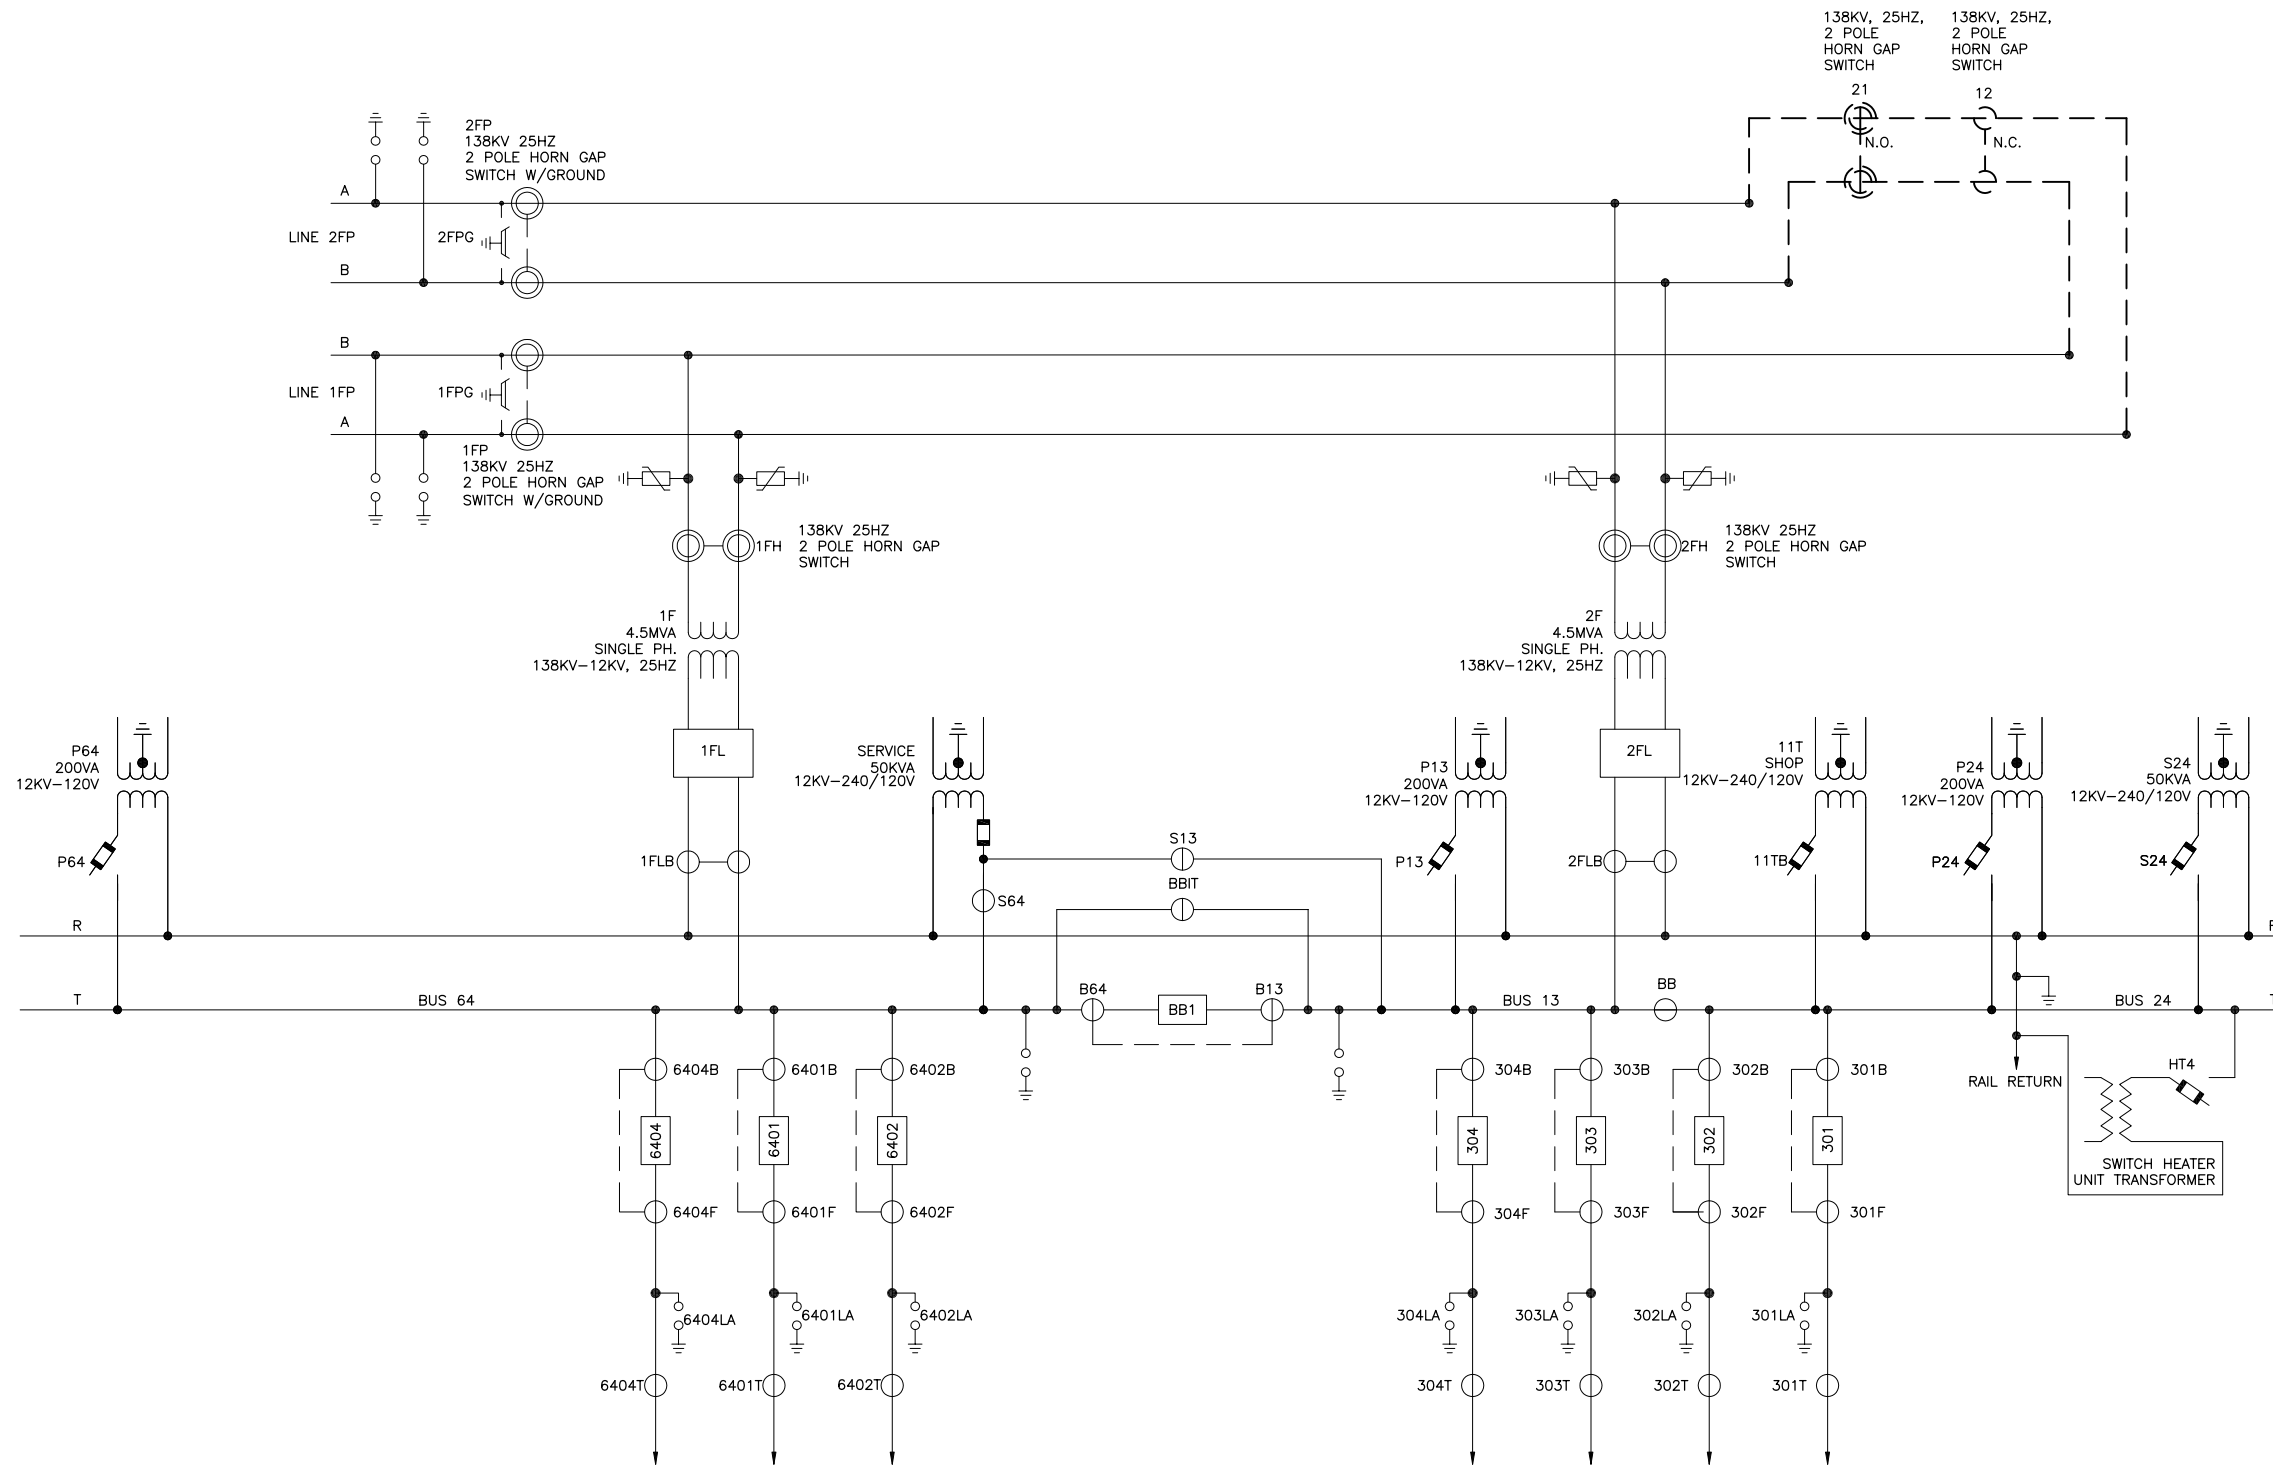 138KV, 25HZ,
2 POLE
HORN GAP
SWITCH
138KV, 25HZ,
2 POLE
HORN GAP
SWITCH
21
12
N.O.
N.C.
2FP
138KV 25HZ
2 POLE HORN GAP
SWITCH W/GROUND
A
LINE 2FP
2FPG
B
B
LINE 1FP
1FPG
A
1FP
138KV 25HZ
2 POLE HORN GAP
SWITCH W/GROUND
1FH
138KV 25HZ
2 POLE HORN GAP
SWITCH
2FH
138KV 25HZ
2 POLE HORN GAP
SWITCH
1F
4.5MVA
SINGLE PH.
138KV-12KV, 25HZ
2F
4.5MVA
SINGLE PH.
138KV-12KV, 25HZ
P64
200VA
12KV-120V
1FL
SERVICE
50KVA
12KV-240/120V
P13
200VA
12KV-120V
2FL
11T
SHOP
12KV-240/120V
P24
200VA
12KV-120V
S24
50KVA
12KV-240/120V
P64
1FLB
S13
BBIT
S64
P13
2FLB
11TB
P24
S24
R
T
BUS 64
B64
BB1
B13
BUS 13
BB
BUS 24
6404B
6401B
6402B
304B
303B
302B
301B
RAIL RETURN
HT4
6404
6401
6402
304
303
302
301
SWITCH HEATER
UNIT TRANSFORMER
6404F
6401F
6402F
304F
303F
302F
301F
6404LA
6401LA
6402LA
304LA
303LA
302LA
301LA
6404T
6401T
6402T
304T
303T
302T
301T